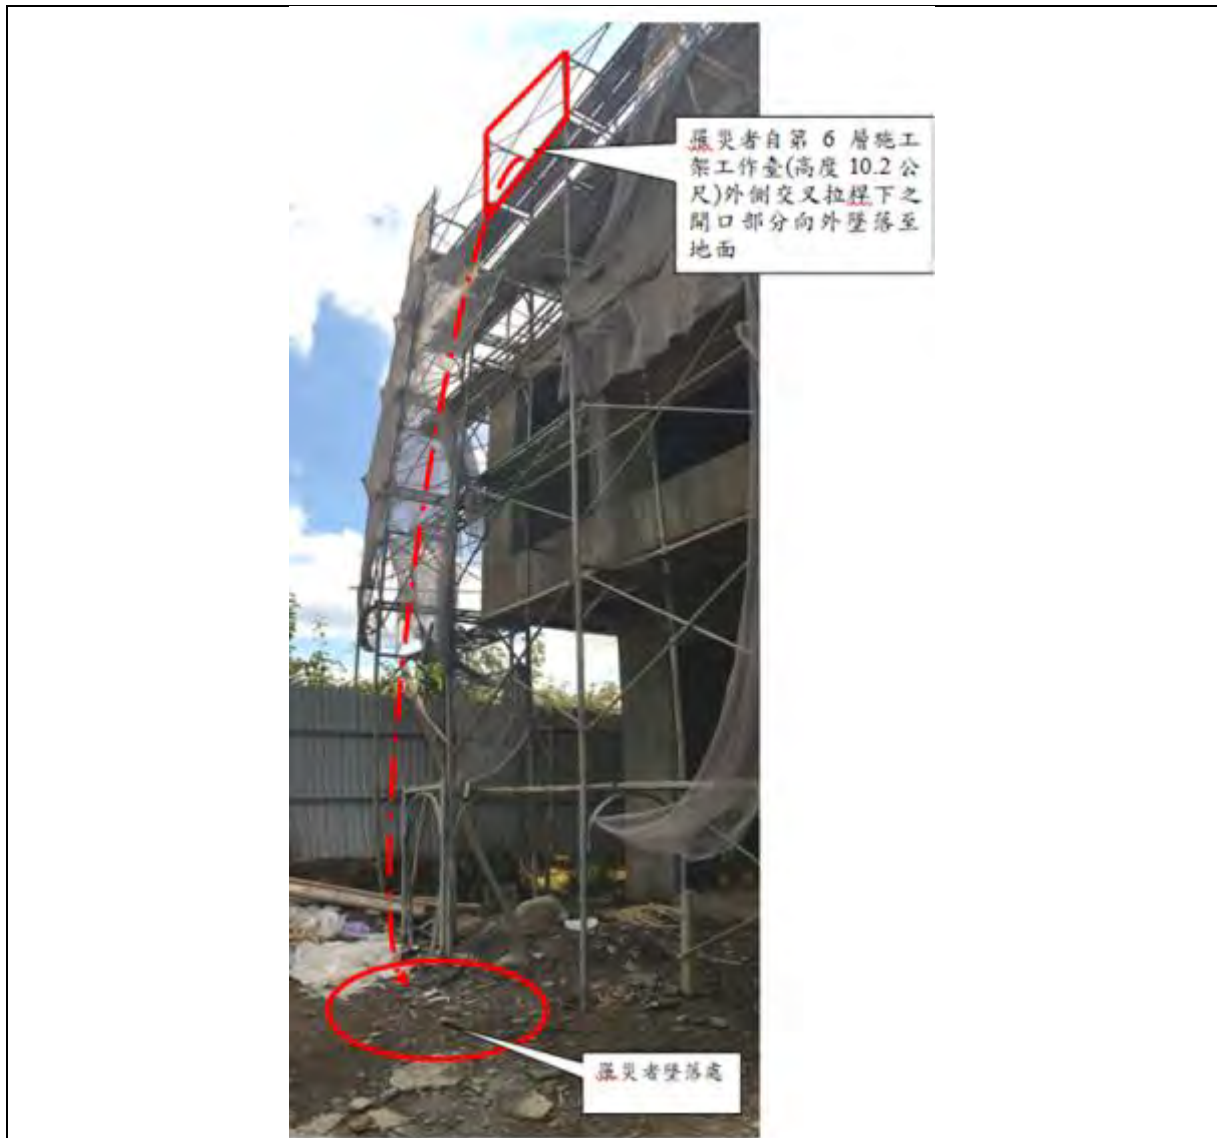 罹災者自第 6 層施工
架工作臺(高度 10.2 公
尺)外側交叉拉桿下之
開口部分向外墜落至
地面
罹災者墜落處